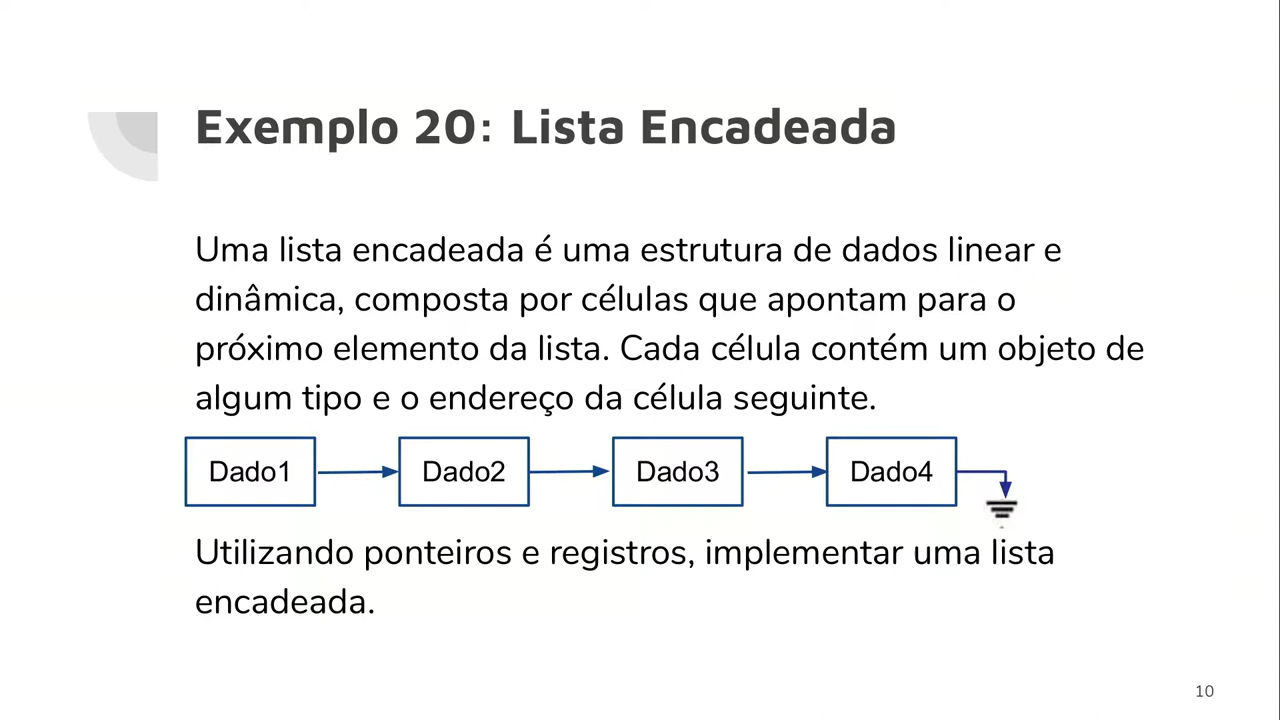 Exemplo 20: Lista Encadeada
Uma lista encadeada é uma estrutura de dados linear e
dinâmica, composta por células que apontam para o
próximo elemento da lista. Cada célula contém um objeto de
algum tipo e o endereço da célula seguinte.
Dado1 Dado2 Dado3 Dado4
Utilizando ponteiros e registros, implementar uma lista
encadeada.
10